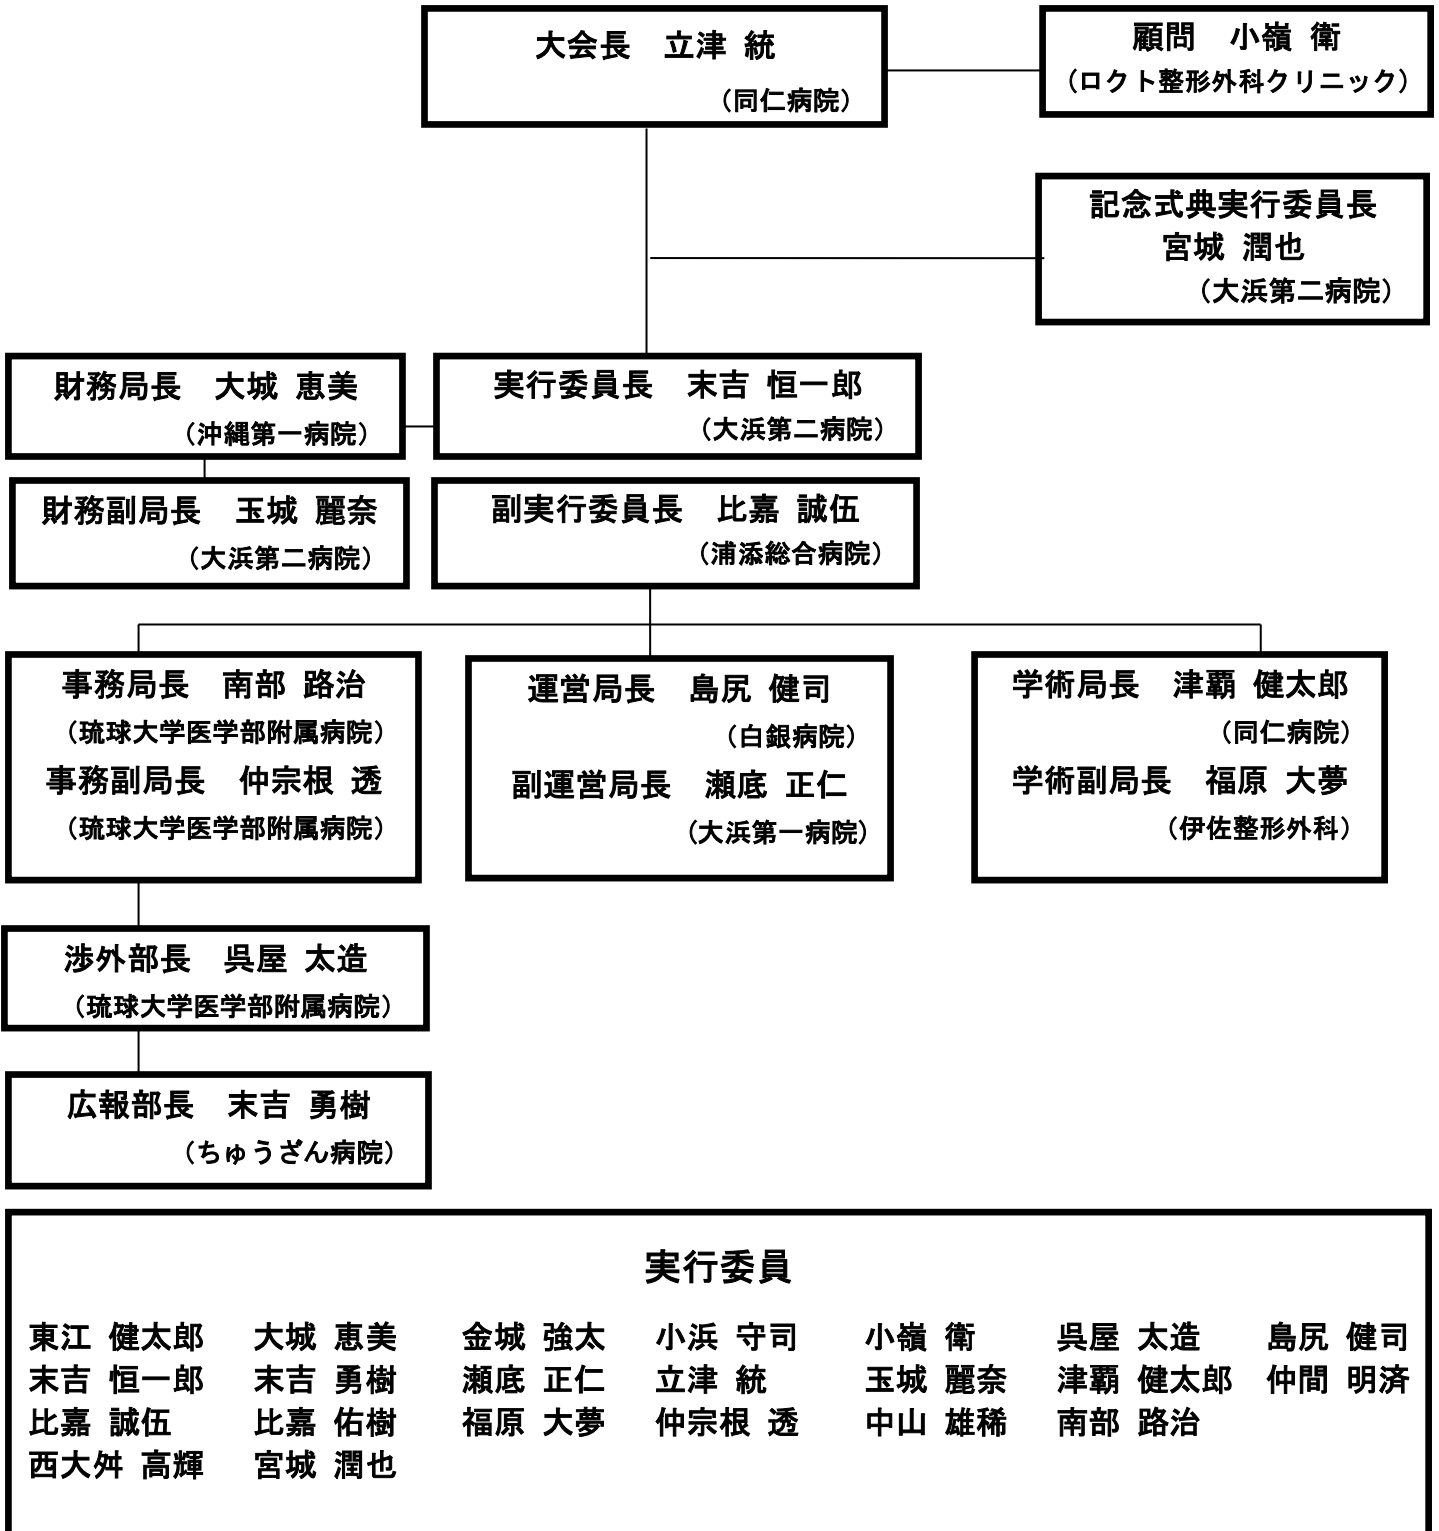 大会長　立津 統
（同仁病院）
顧問　小嶺 衛
（ロクト整形外科クリニック）
記念式典実行委員長
宮城 潤也
（大浜第二病院）
財務局長　大城 恵美
（沖縄第一病院）
実行委員長　末吉 恒一郎
（大浜第二病院）
財務副局長　玉城 麗奈
（大浜第二病院）
副実行委員長　比嘉 誠伍
（浦添総合病院）
事務局長　南部 路治
（琉球大学医学部附属病院）
事務副局長　仲宗根 透
（琉球大学医学部附属病院）
運営局長　島尻 健司
（白銀病院）
副運営局長　瀬底 正仁
（大浜第一病院）
学術局長　津覇 健太郎
（同仁病院）
学術副局長　福原 大夢
（伊佐整形外科）
渉外部長　呉屋 太造
（琉球大学医学部附属病院）
広報部長　末吉 勇樹
（ちゅうざん病院）
実行委員
東江 健太郎　大城 恵美　金城 強太　小浜 守司　小嶺 衛　呉屋 太造　島尻 健司
末吉 恒一郎　末吉 勇樹　瀬底 正仁　立津 統　玉城 麗奈　津覇 健太郎　仲間 明済
比嘉 誠伍　比嘉 佑樹　福原 大夢　仲宗根 透　中山 雄稀　南部 路治
西大舛 高輝　宮城 潤也